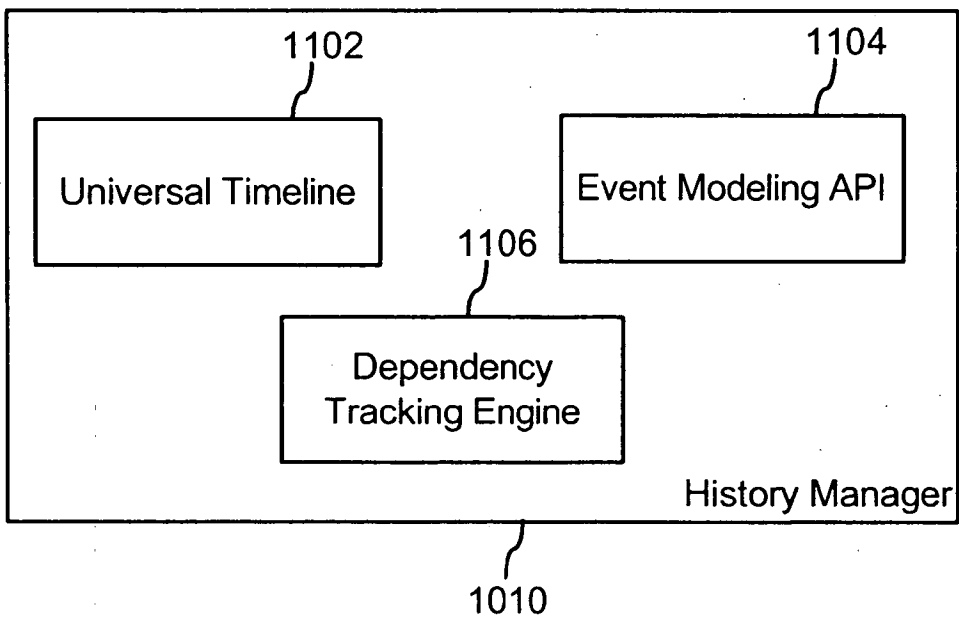 1102
1104
Universal Timeline
Event Modeling API
1106
Dependency
Tracking Engine
History Manager
1010